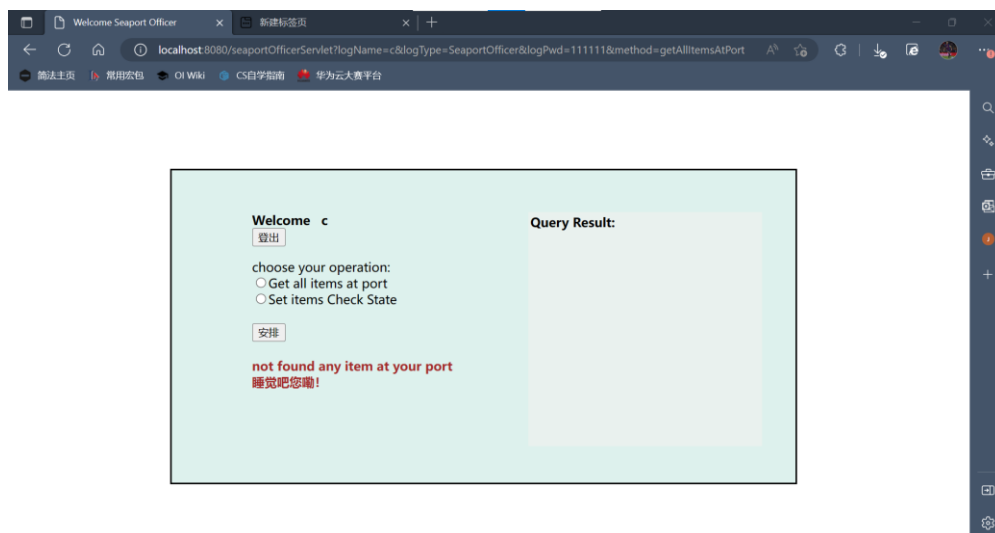 Welcome Seaport Officer
新建标签页
localhost:8080/seaportOfficerServlet?logName=c&logType=SeaportOfficer&logPwd=111111&method=getAllItemsAtPort
简法主页
常用宏包
OI Wiki
CS自学指南
华为云大赛平台
Welcome c
登出
Query Result:
choose your operation:
Get all items at port
Set items Check State
安排
not found any item at your port
睡觉吧您嘞!